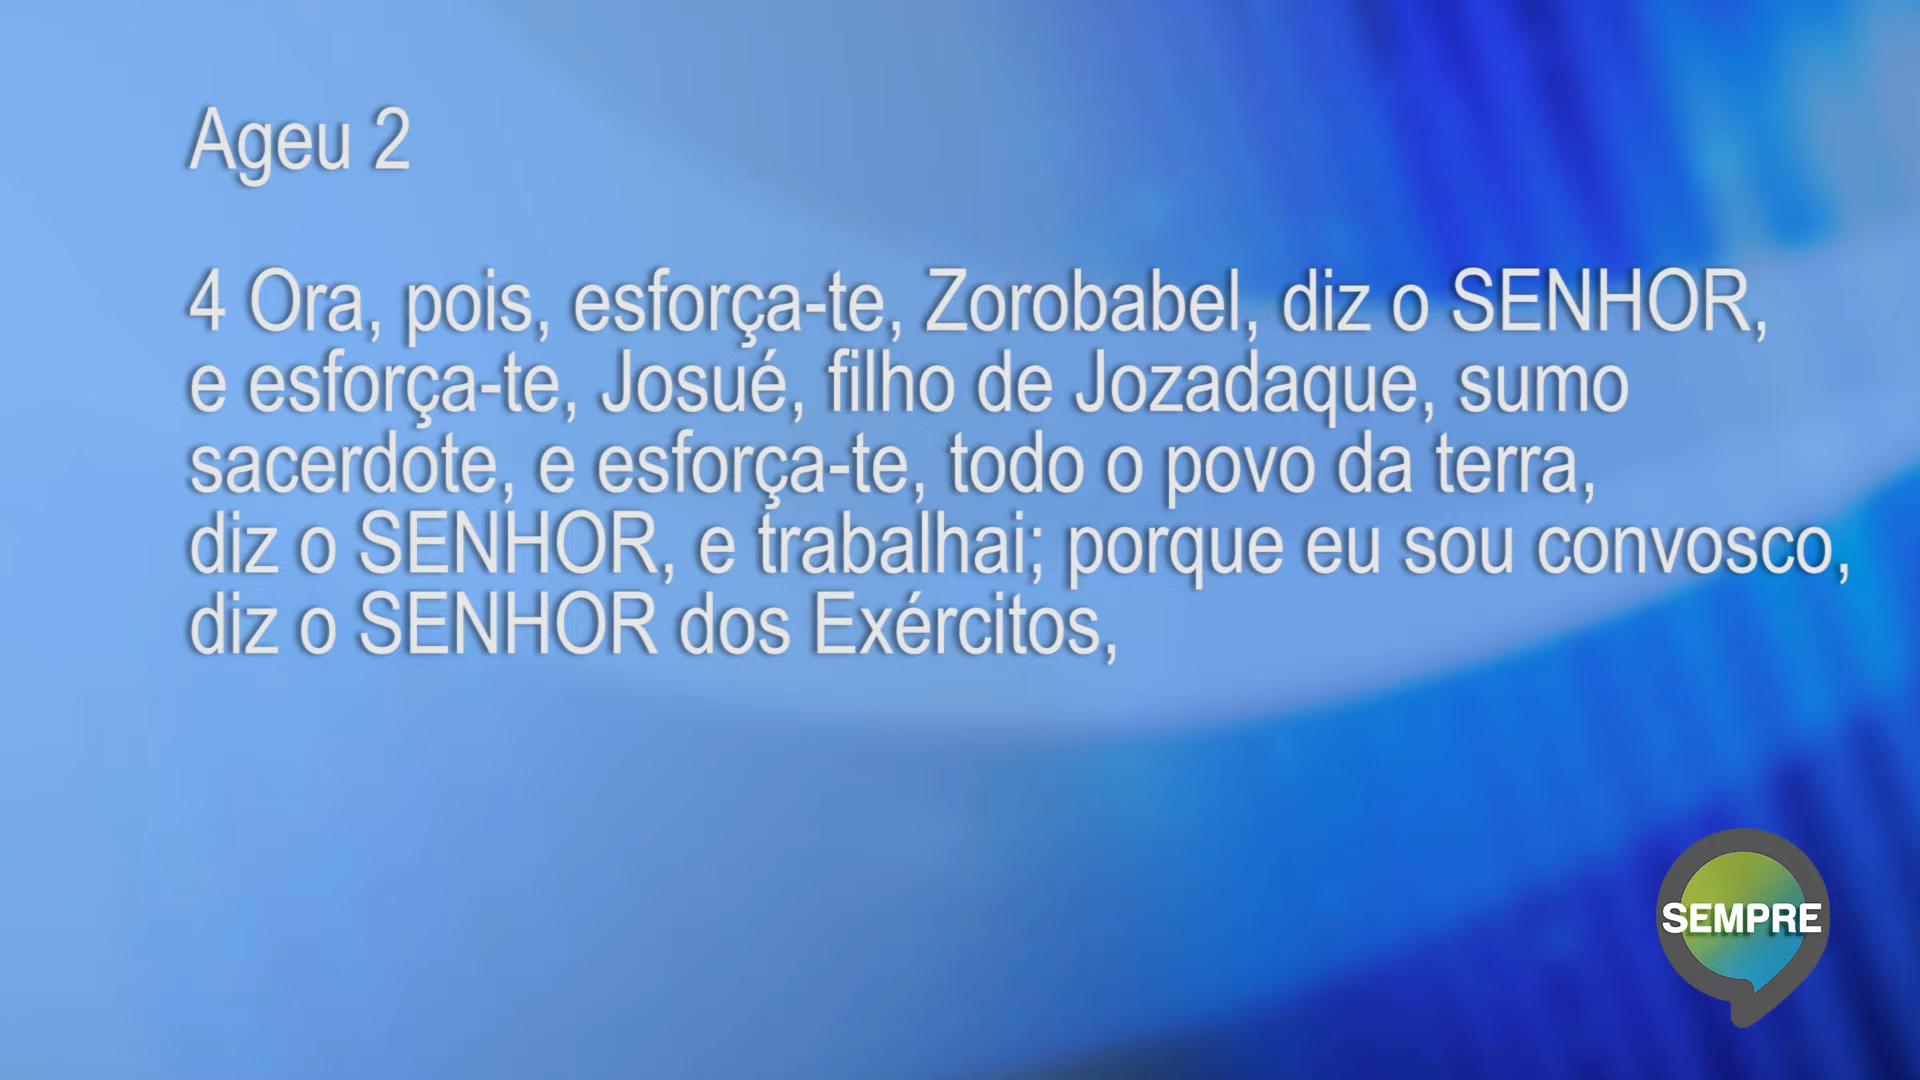 Ageu 2
4 Ora, pois, esforça-te, Zorobabel, diz o SENHOR,
e esforça-te, Josué, filho de Jozadaque, sumo
sacerdote, e esforça-te, todo o povo da terra,
diz o SENHOR, e trabalhai; porque eu sou convosco,
diz o SENHOR dos Exércitos,
SEMPRE